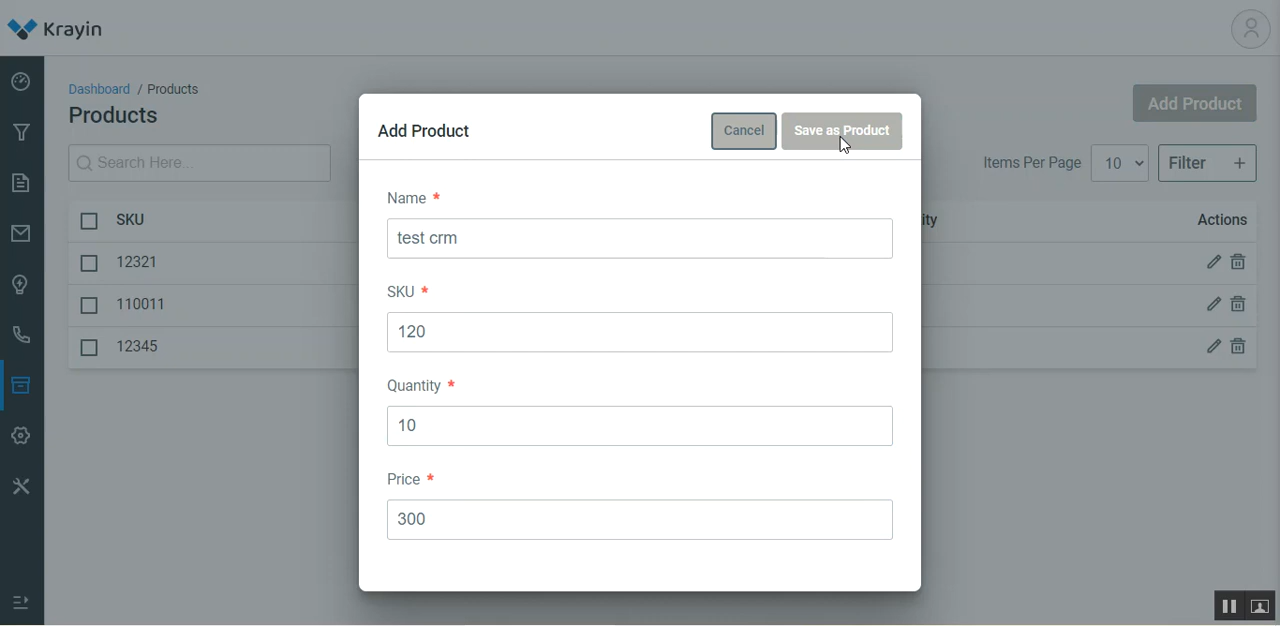 Krayin
Dashboard / Products
Products
Add Product
Search Here...
Items Per Page 10 Filter +
SKU Actions
12321
110011
12345
Add Product Cancel Save as Product
Name *
test crm
SKU *
120
Quantity *
10
Price *
300